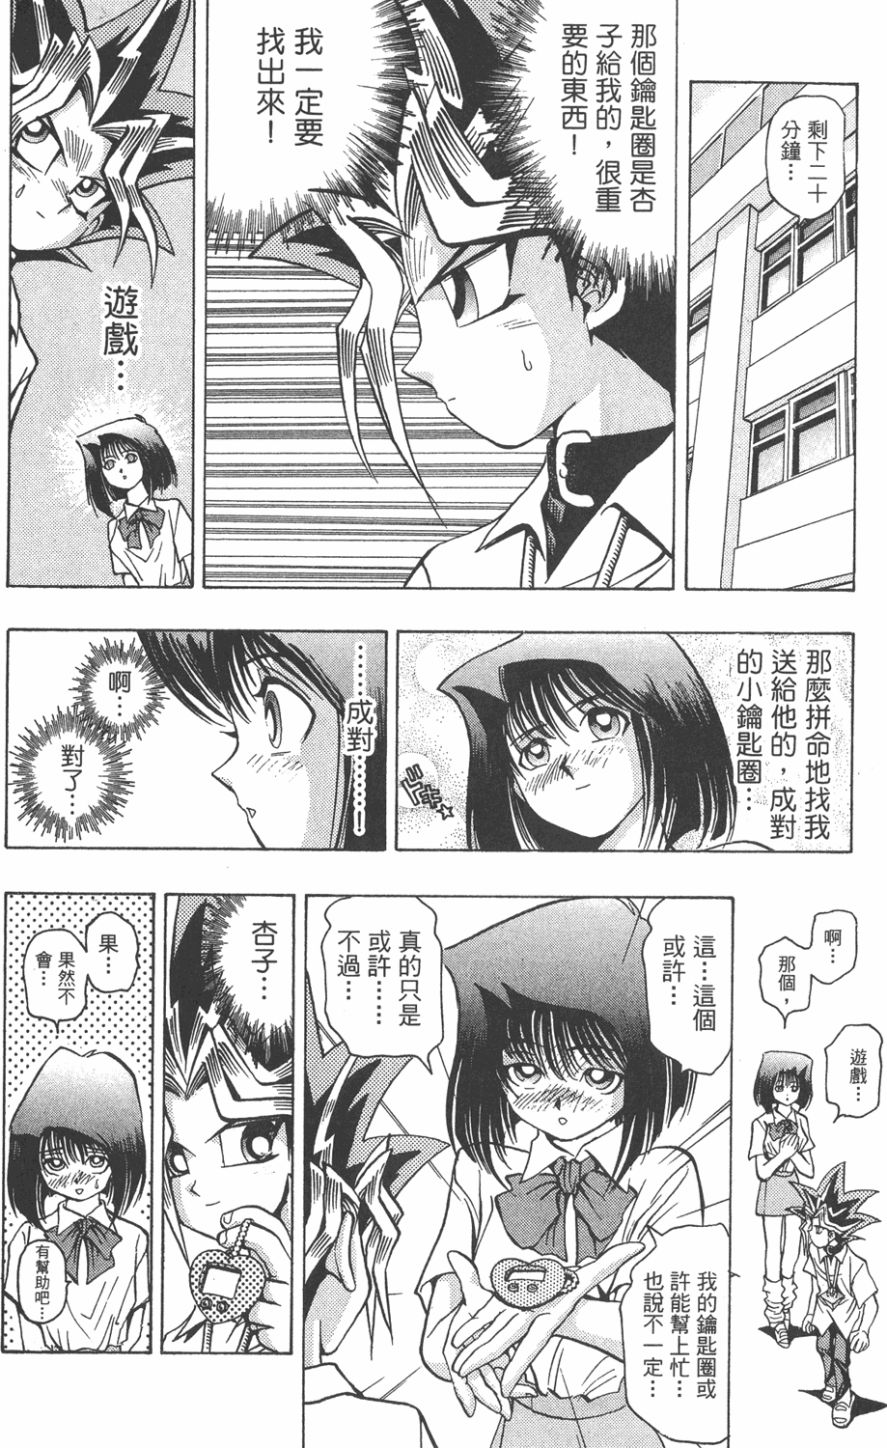 剩下二十
分鐘…
那個鑰匙圈是杏
子給我的，很重
要的東西！
我一定要
找出來！
遊戲…
那麼拼命地找我
送給他的，成對
的小鑰匙圈…
……成對……！
啊…
對了…
啊…
那個，
遊戲…
這…這個
或許…
真的只是
或許……
不過…
我的鑰匙圈或
許能幫上忙…
也說不一定…
杏子…
果…
果然不
會…
有幫助吧…